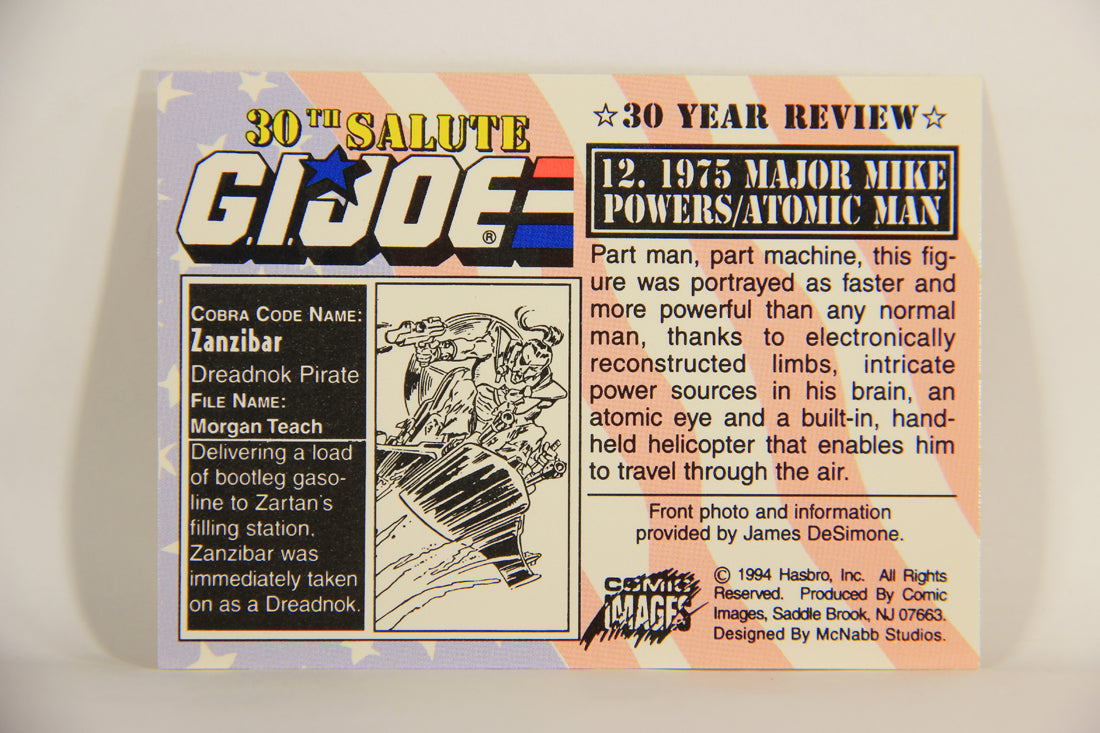 30TH SALUTE
G.I. JOE ®
COBRA CODE NAME:
Zanzibar
Dreadnok Pirate
FILE NAME:
Morgan Teach
Delivering a load
of bootleg gaso-
line to Zartan's
filling station,
Zanzibar was
immediately taken
on as a Dreadnok.
☆30 YEAR REVIEW☆
12. 1975 MAJOR MIKE
POWERS/ATOMIC MAN
Part man, part machine, this fig-
ure was portrayed as faster and
more powerful than any normal
man, thanks to electronically
reconstructed limbs, intricate
power sources in his brain, an
atomic eye and a built-in, hand-
held helicopter that enables him
to travel through the air.
Front photo and information
provided by James DeSimone.
COMIC
IMAGES
© 1994 Hasbro, Inc. All Rights
Reserved. Produced By Comic
Images, Saddle Brook, NJ 07663.
Designed By McNabb Studios.